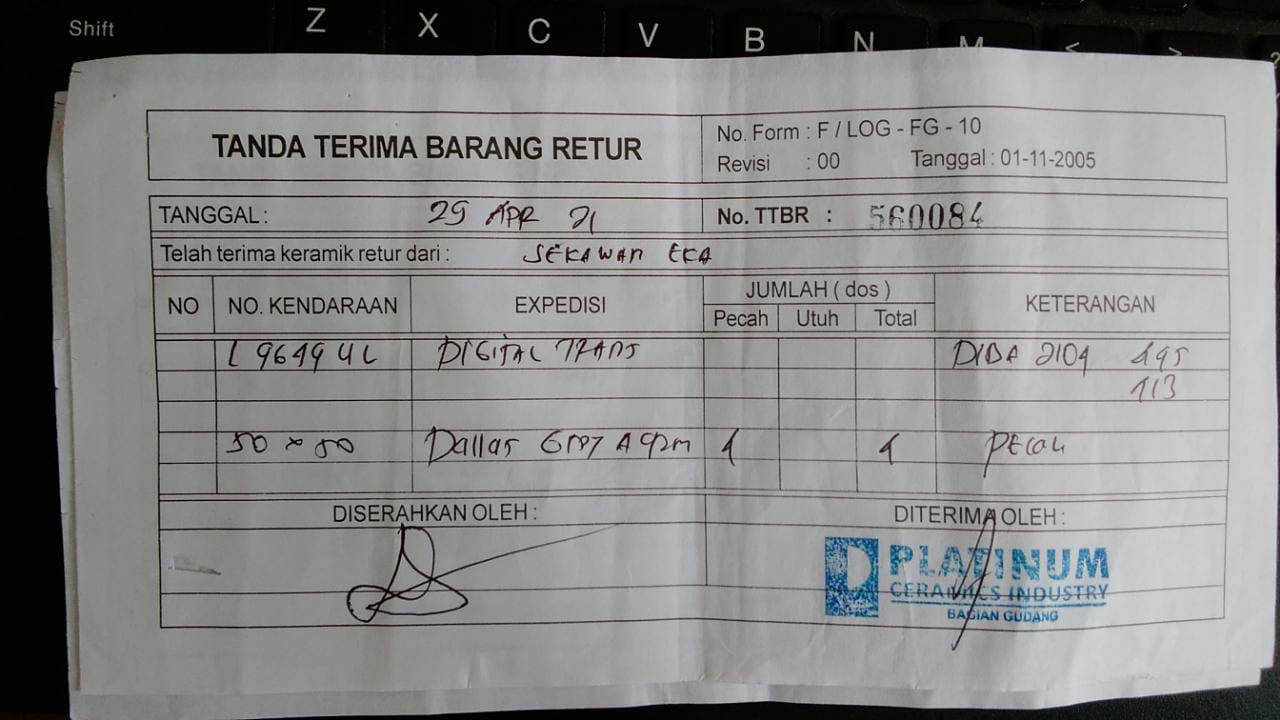 Shift Z X C V B N M < >
TANDA TERIMA BARANG RETUR
No. Form : F / LOG - FG - 10
Revisi : 00 Tanggal : 01-11-2005
TANGGAL : 29 APR 21 No. TTBR : 560084
Telah terima keramik retur dari : SEKAWAN EKA
NO NO. KENDARAAN EXPEDISI JUMLAH ( dos ) KETERANGAN
Pecah Utuh Total
L 9649 UL DIGITAL TRANS DIDA 2104 495
113
50 x 50 Dallas GREY A 1 1 PECAH
DISERAHKAN OLEH : DITERIMA OLEH :
PLATINUM
CERAMICS INDUSTRY
BAGIAN GUDANG